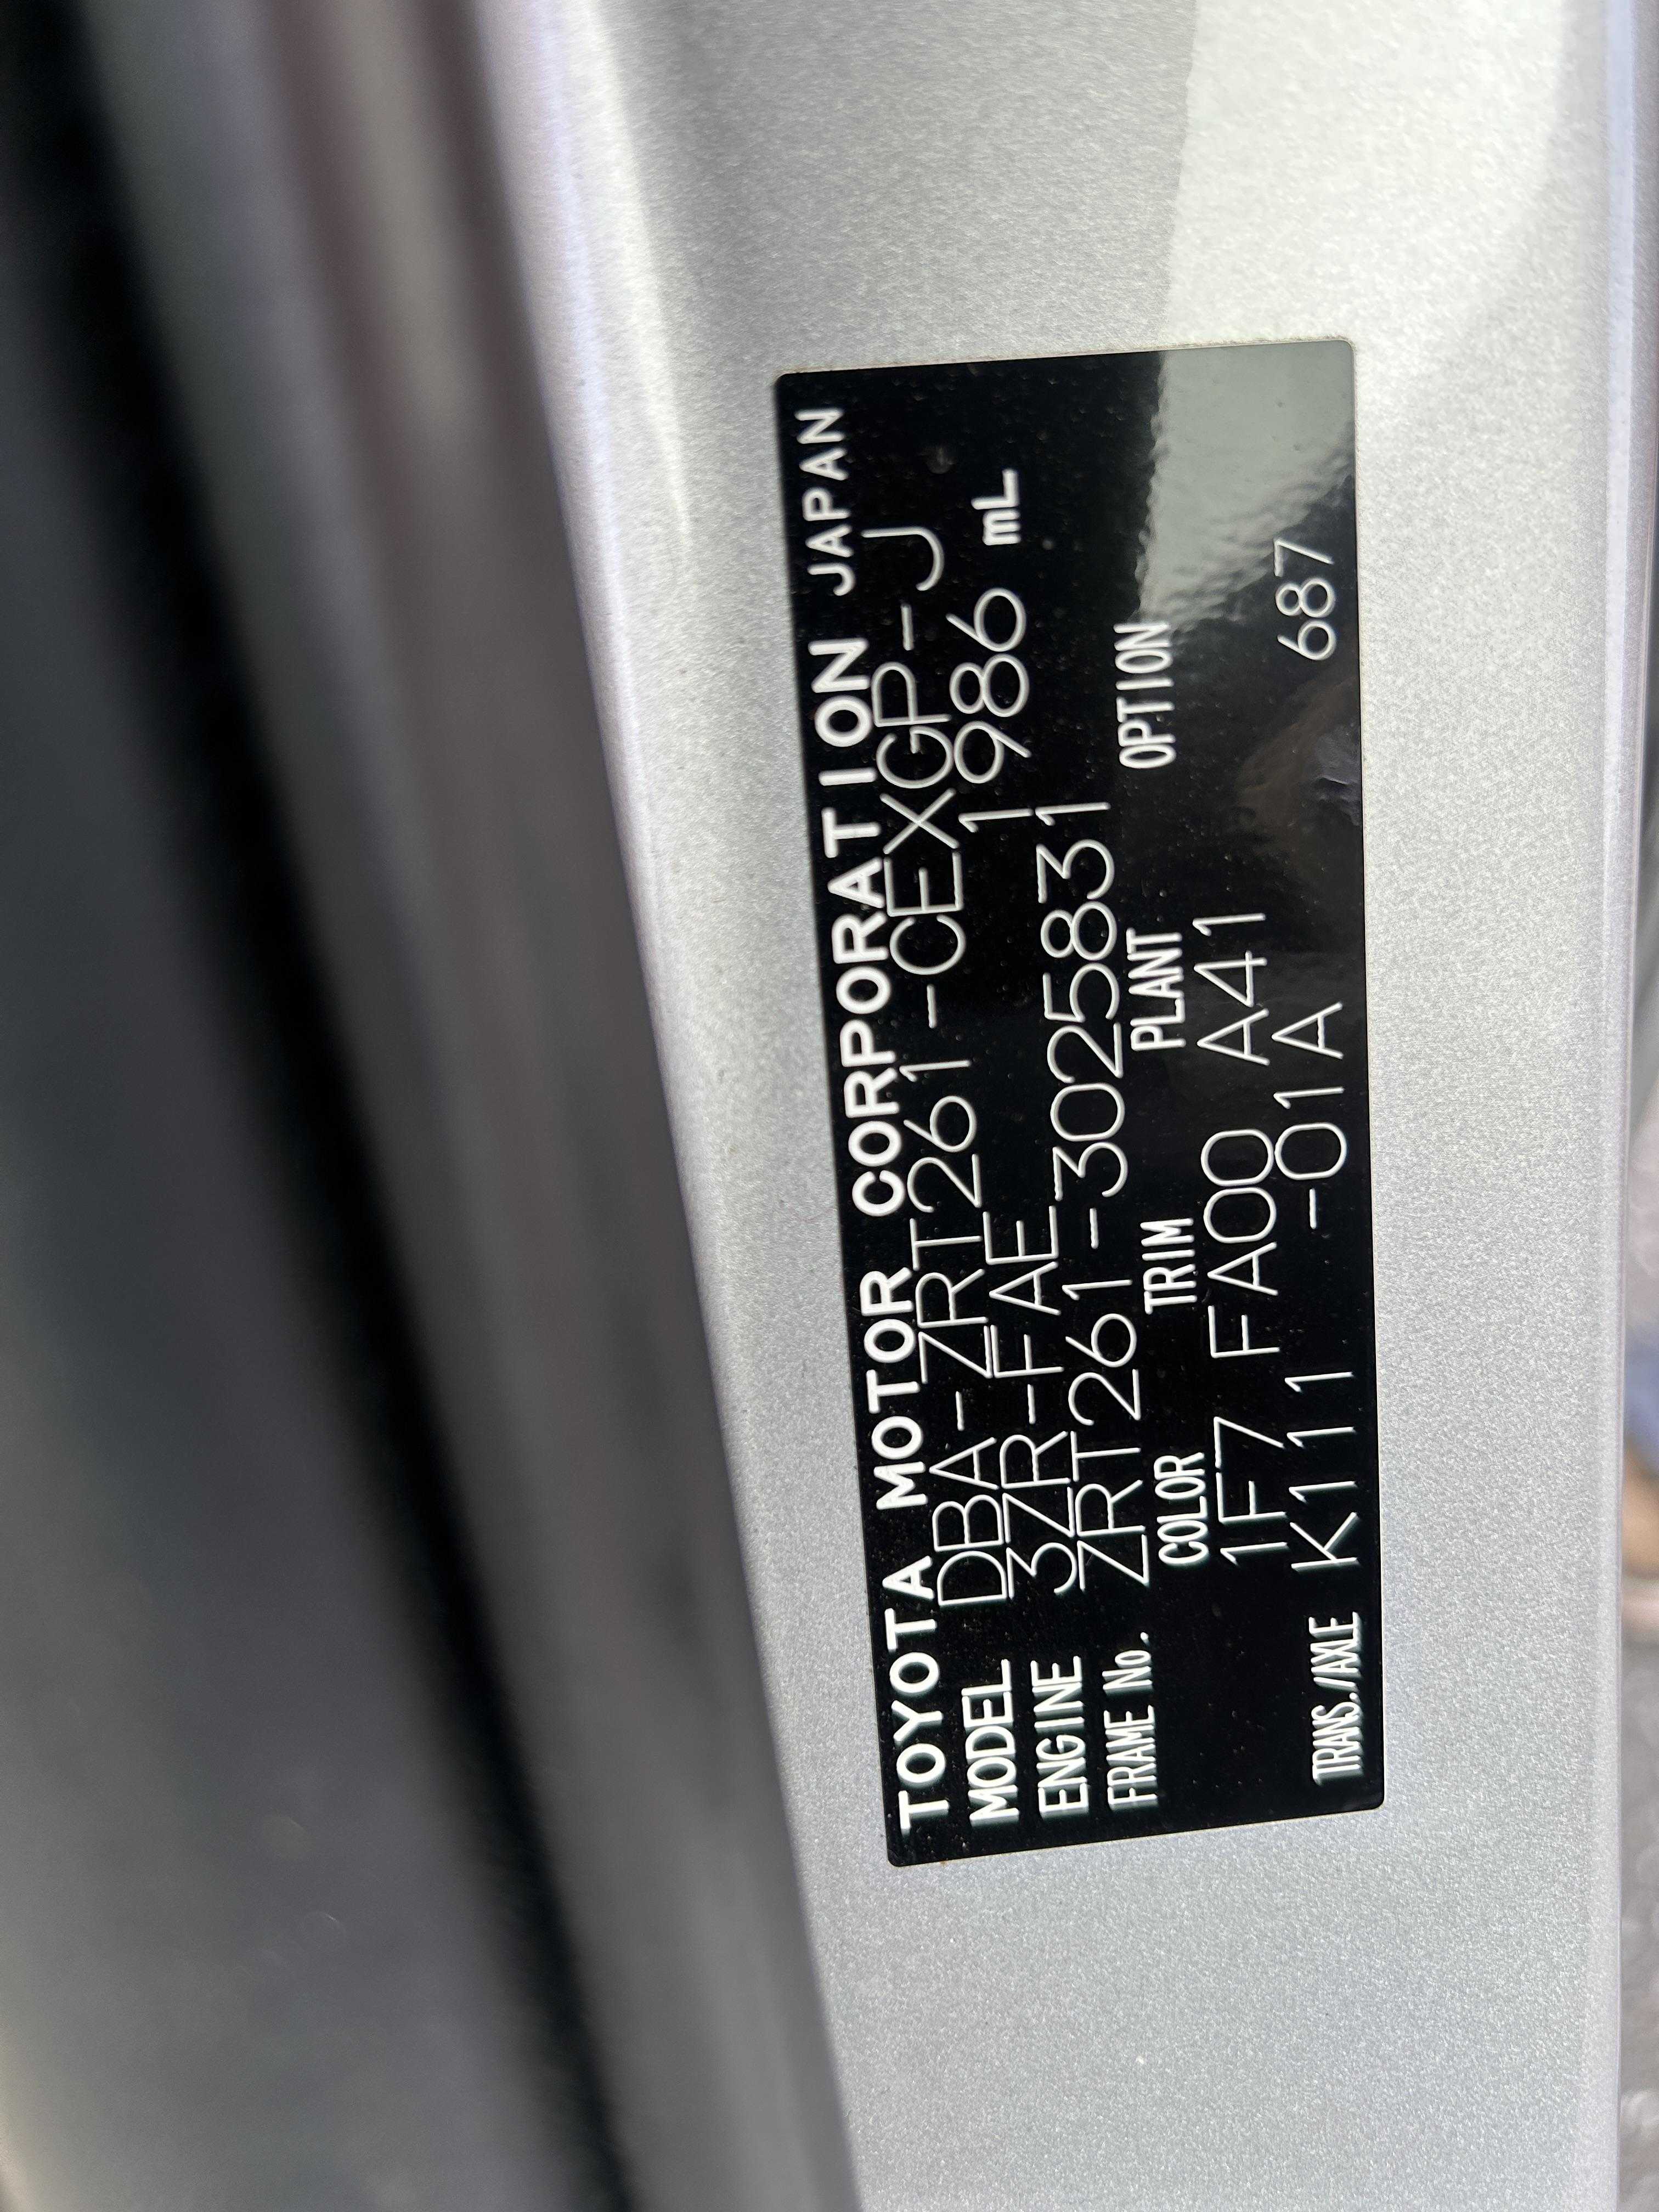 TOYOTA MOTOR CORPORATION JAPAN
MODEL DBA-ZRT261-CEXGP-J
ENGINE 3ZR-FAE 1986 mL
FRAME No. ZRT261-3025831
COLOR TRIM PLANT OPTION
1F7 FA00 A41
TRANS./AXLE K111 -01A 687